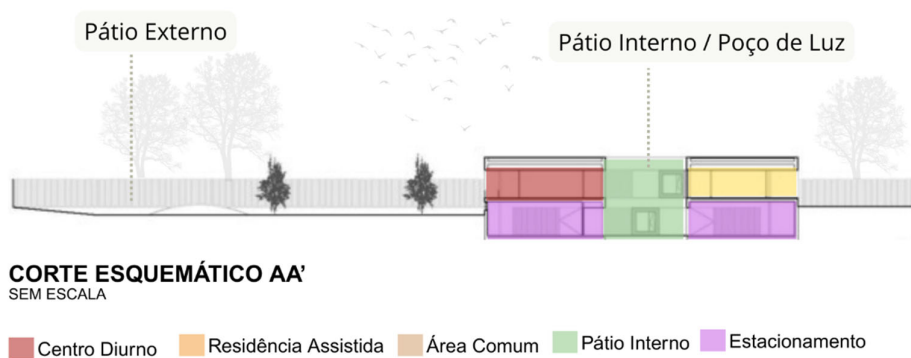 Pátio Externo
Pátio Interno / Poço de Luz
CORTE ESQUEMÁTICO AA'
SEM ESCALA
Centro Diurno
Residência Assistida
Área Comum
Pátio Interno
Estacionamento